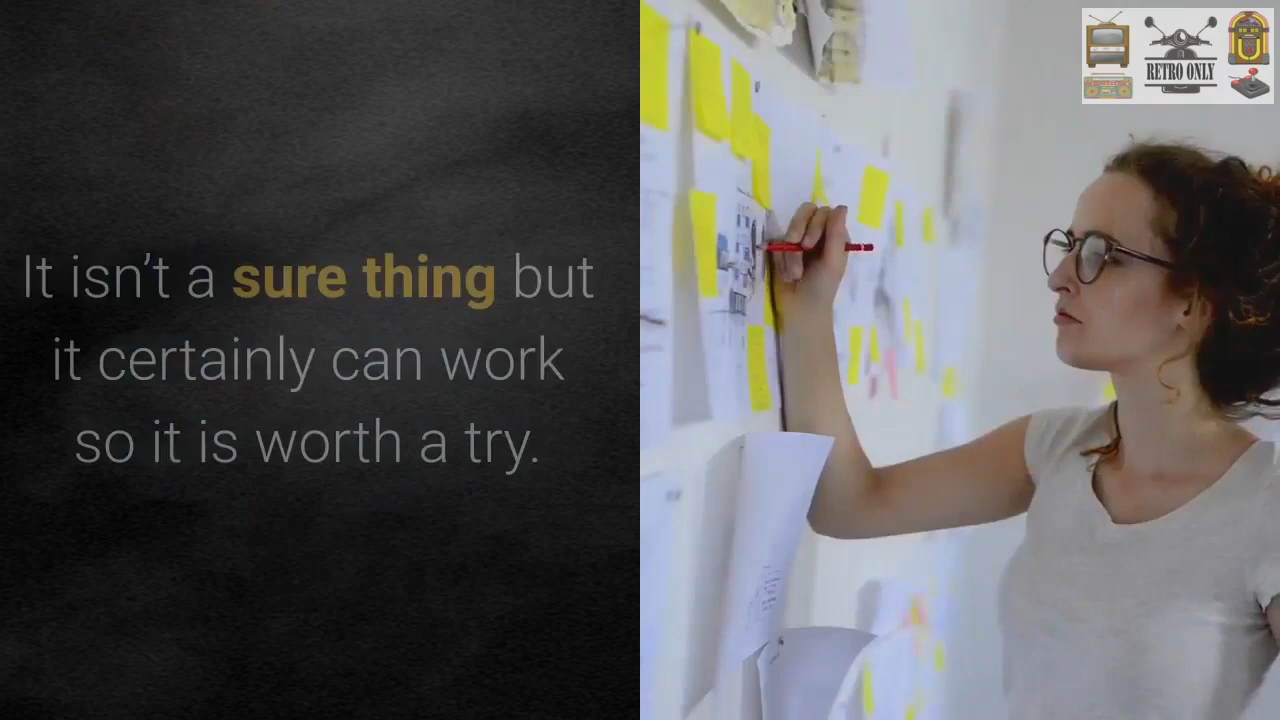 It isn’t a sure thing but
it certainly can work
so it is worth a try.
RETRO ONLY